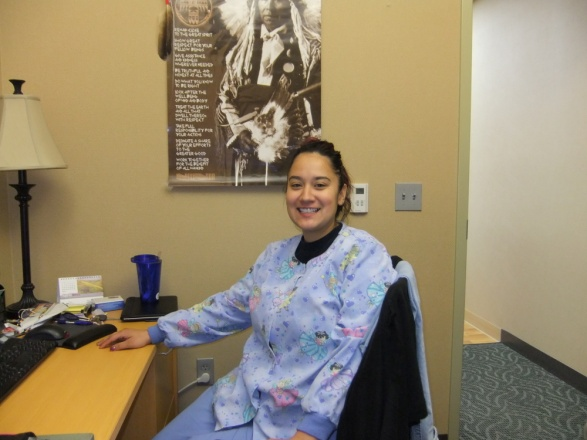 TO THE GREAT SPIRIT
SHOW GREAT
RESPECT FOR YOUR
FELLOW BEINGS
GIVE ASSISTANCE
AND KINDNESS
WHEREVER NEEDED
BE TRUTHFUL AND
HONEST AT ALL TIMES
DO WHAT YOU KNOW
TO BE RIGHT
LOOK AFTER THE
WELL BEING
OF MIND AND BODY
TREAT THE EARTH
AND ALL THAT
DWELL THEREON
WITH RESPECT
TAKE FULL
RESPONSIBILITY FOR
YOUR ACTIONS
DEDICATE A SHARE
OF YOUR EFFORTS
TO THE
GREATER GOOD
WORK TOGETHER
FOR THE BENEFIT
OF ALL MANKIND